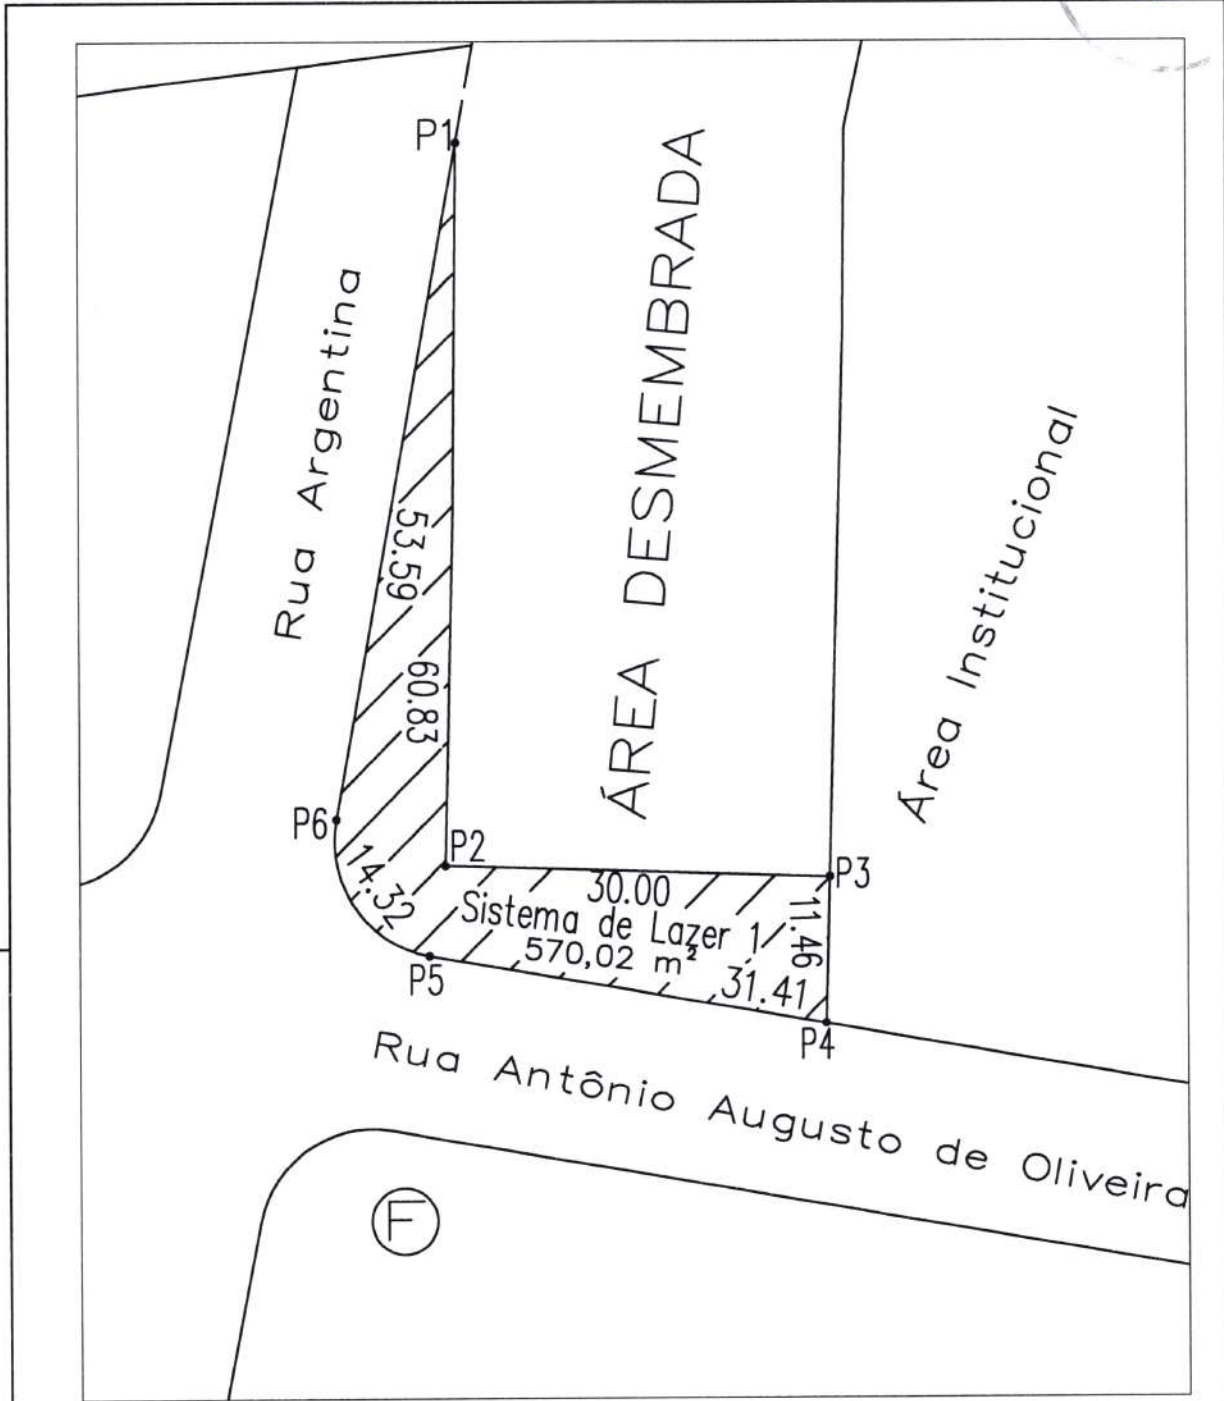 P1
ÁREA DESMEMBRADA
Rua Argentina
Área Institucional
53.59
60.83
P6
P2
P3
14.32
30.00
11.46
Sistema de Lazer 1
570,02 m²
31.41
P5
P4
Rua Antônio Augusto de Oliveira
F